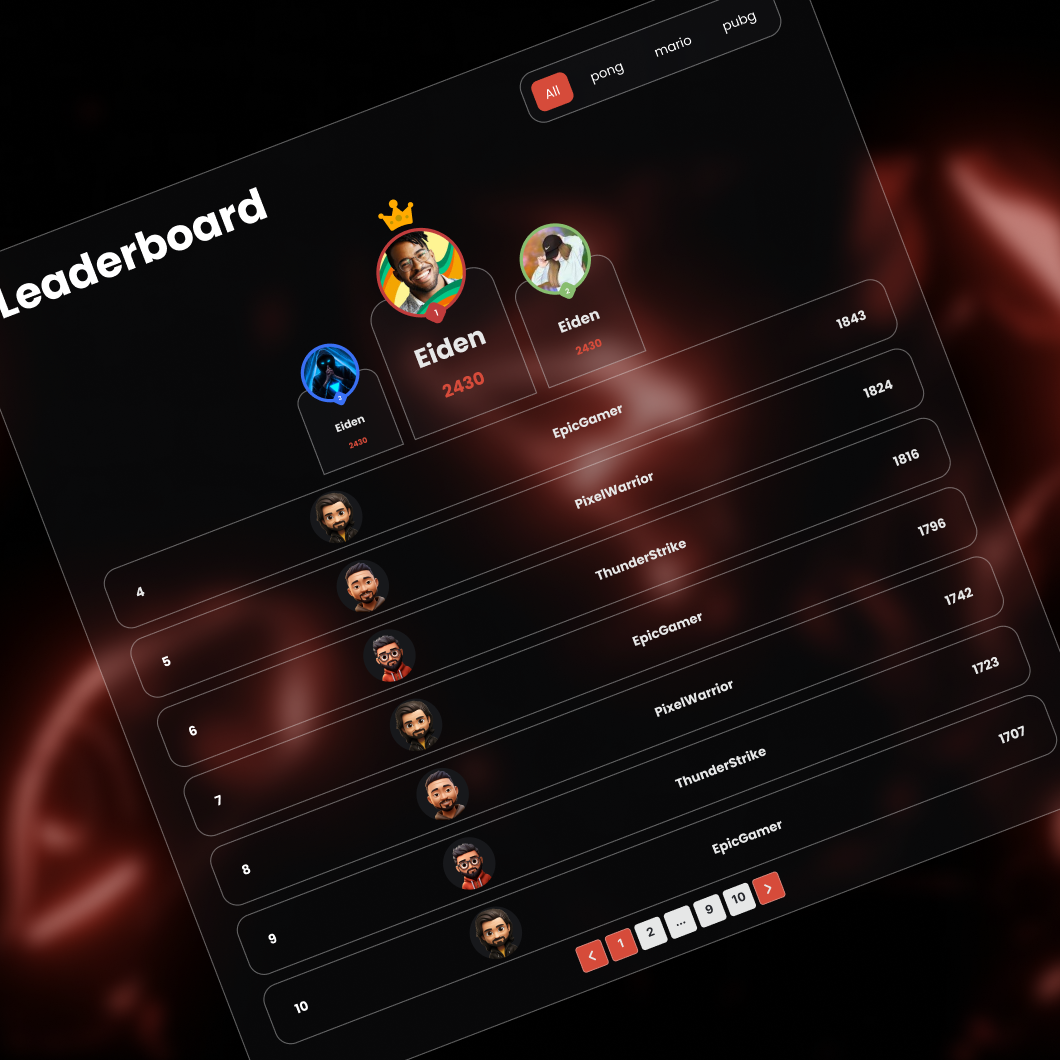 All pong mario pubg
Leaderboard
1
Eiden
2430
2
Eiden
2430
3
Eiden
2430
4 EpicGamer 1843
5 PixelWarrior 1824
6 ThunderStrike 1816
7 EpicGamer 1796
8 PixelWarrior 1742
9 ThunderStrike 1723
10 EpicGamer 1707
< 1 2 ... 9 10 >